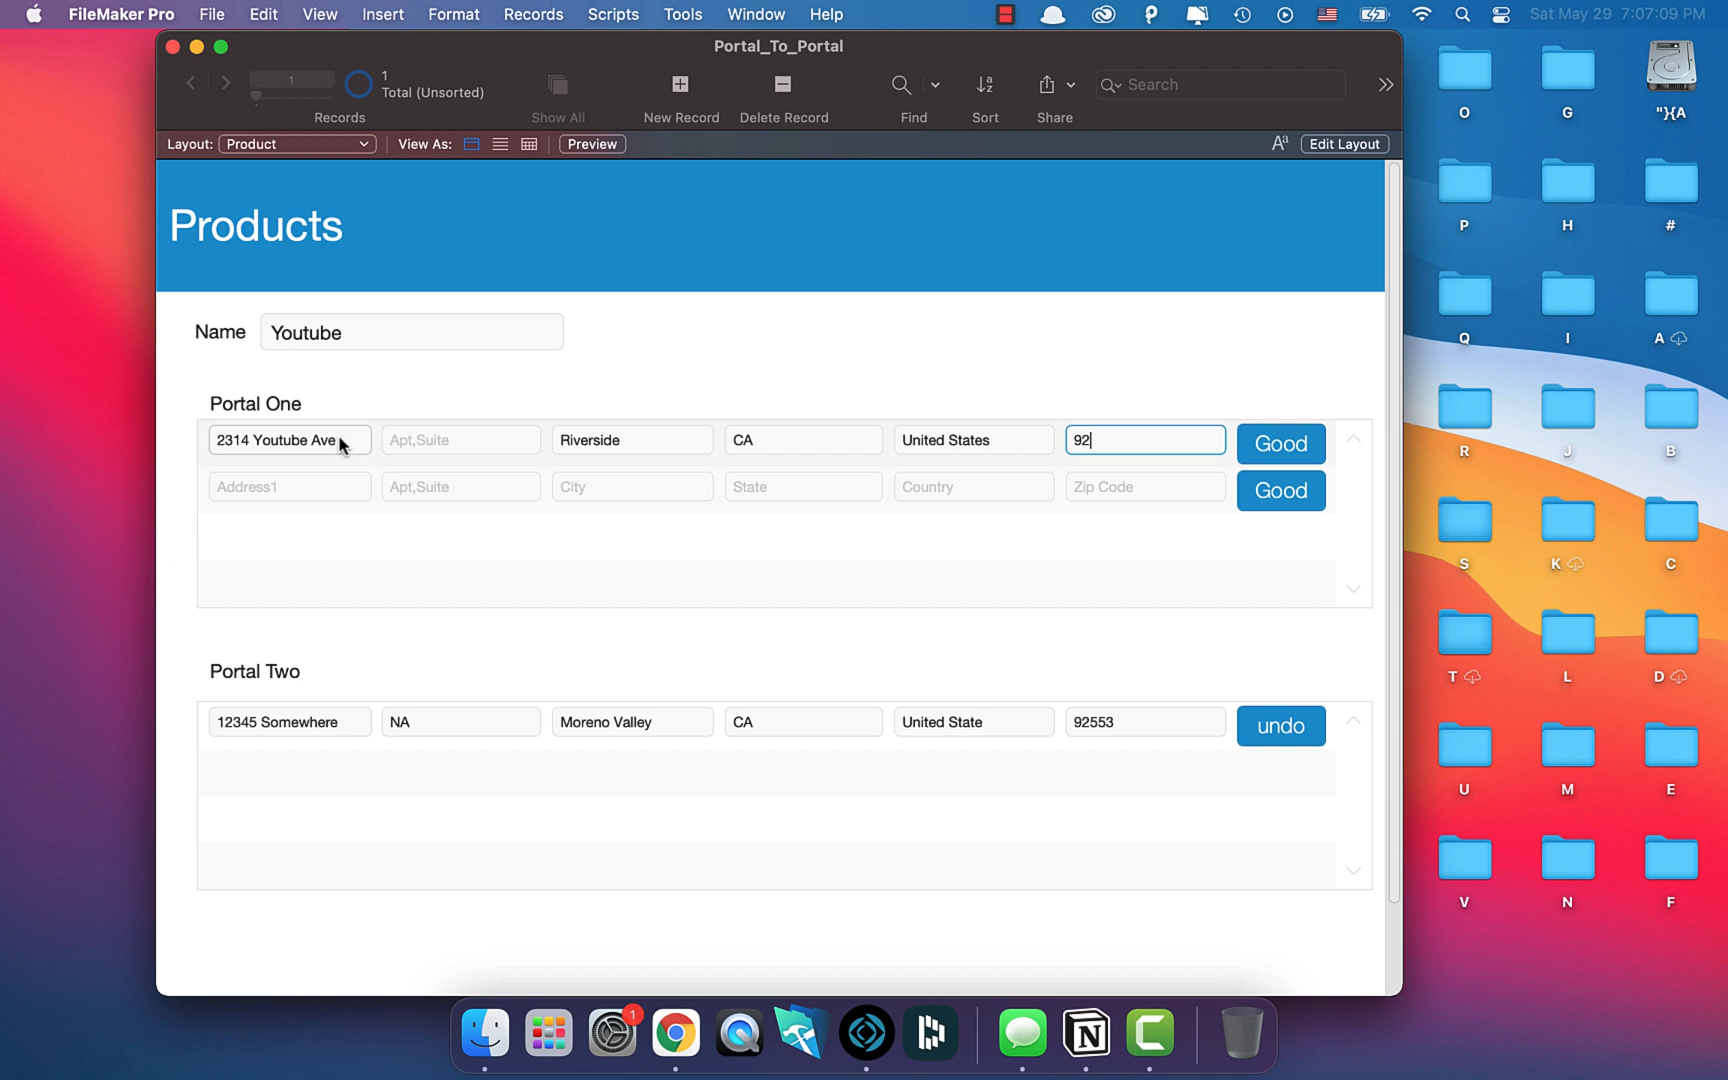 FileMaker Pro File Edit View Insert Format Records Scripts Tools Window Help Sat May 29 7:07:09 PM
Portal_To_Portal
1 1
Total (Unsorted) Search
Records Show All New Record Delete Record Find Sort Share
Layout: Product View As: Preview Aa Edit Layout
Products
Name Youtube
Portal One
2314 Youtube Ave Apt,Suite Riverside CA United States 92 Good
Address1 Apt,Suite City State Country Zip Code Good
Portal Two
12345 Somewhere NA Moreno Valley CA United State 92553 undo
O G "}{A
P H #
Q I A
R J B
S K C
T L D
U M E
V N F
1